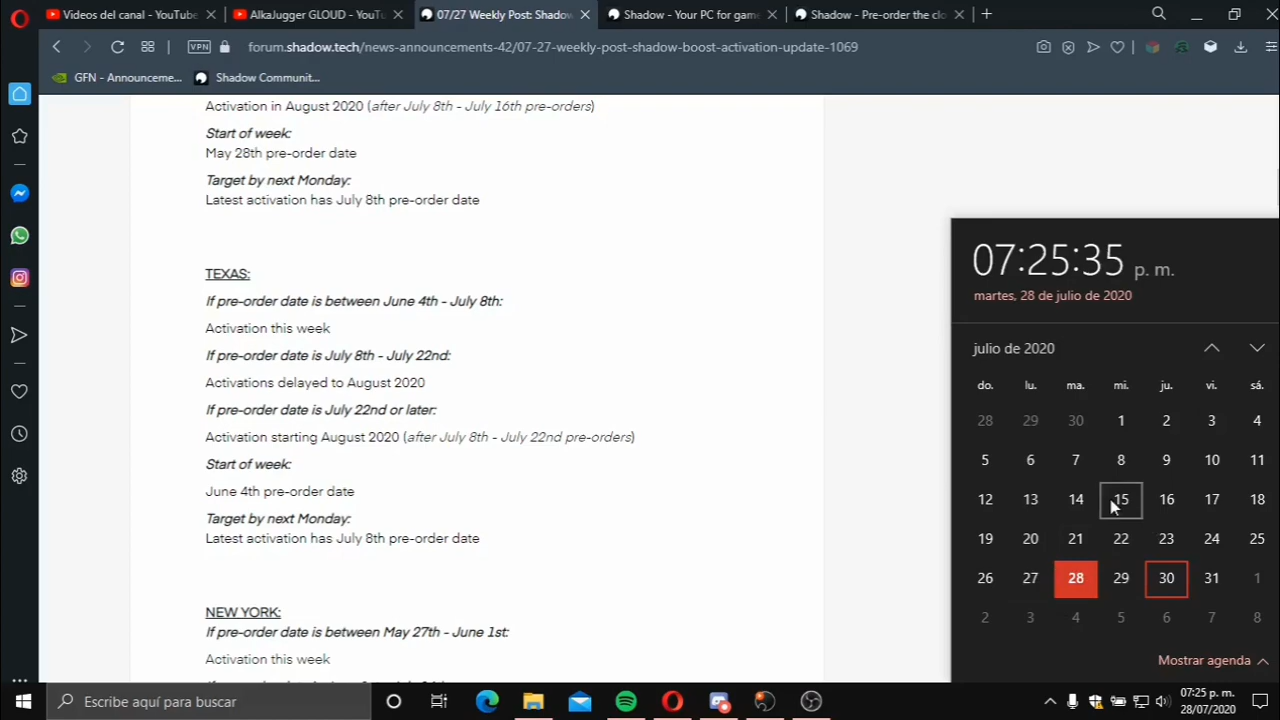 Videos del canal - YouTube
AlkaJugger GLOUD - YouTu
07/27 Weekly Post: Shadow
Shadow - Your PC for game
Shadow - Pre-order the clo
VPN
forum.shadow.tech/news-announcements-42/07-27-weekly-post-shadow-boost-activation-update-1069
GFN - Announceme...
Shadow Communit...
Activation in August 2020 (after July 8th - July 16th pre-orders)
Start of week:
May 28th pre-order date
Target by next Monday:
Latest activation has July 8th pre-order date
TEXAS:
If pre-order date is between June 4th - July 8th:
Activation this week
If pre-order date is July 8th - July 22nd:
Activations delayed to August 2020
If pre-order date is July 22nd or later:
Activation starting August 2020 (after July 8th - July 22nd pre-orders)
Start of week:
June 4th pre-order date
Target by next Monday:
Latest activation has July 8th pre-order date
NEW YORK:
If pre-order date is between May 27th - June 1st:
Activation this week
07:25:35 p. m.
martes, 28 de julio de 2020
julio de 2020
do. lu. ma. mi. ju. vi. sá.
28 29 30 1 2 3 4
5 6 7 8 9 10 11
12 13 14 15 16 17 18
19 20 21 22 23 24 25
26 27 28 29 30 31 1
2 3 4 5 6 7 8
Mostrar agenda
Escribe aquí para buscar
07:25 p. m.
28/07/2020